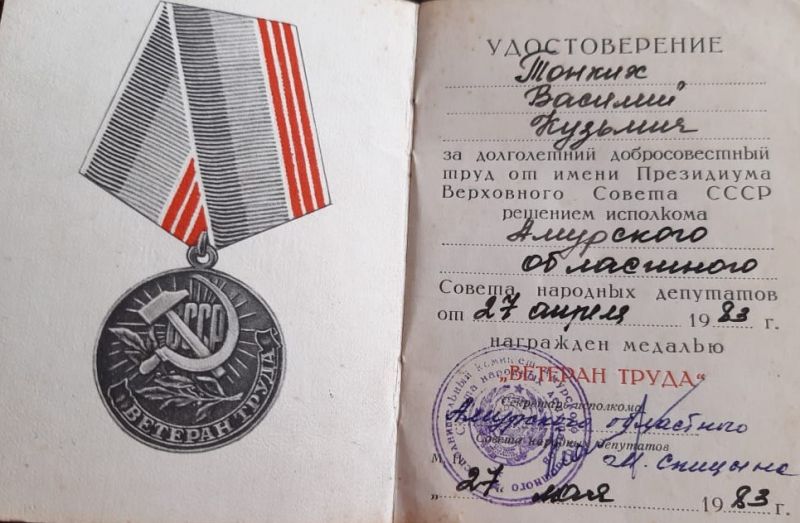 СССР
ВЕТЕРАН ТРУДА
УДОСТОВЕРЕНИЕ
Тонких
Василий
Кузьмич
за долголетний добросовестный
труд от имени Президиума
Верховного Совета СССР
решением исполкома
Амурского
областного
Совета народных депутатов
от 27 апреля 1983 г.
награжден медалью
„ВЕТЕРАН ТРУДА“
Секретарь исполкома
Амурского областного
Совета народных депутатов
М. Спицына
М. П.
„27 мая 1983 г.